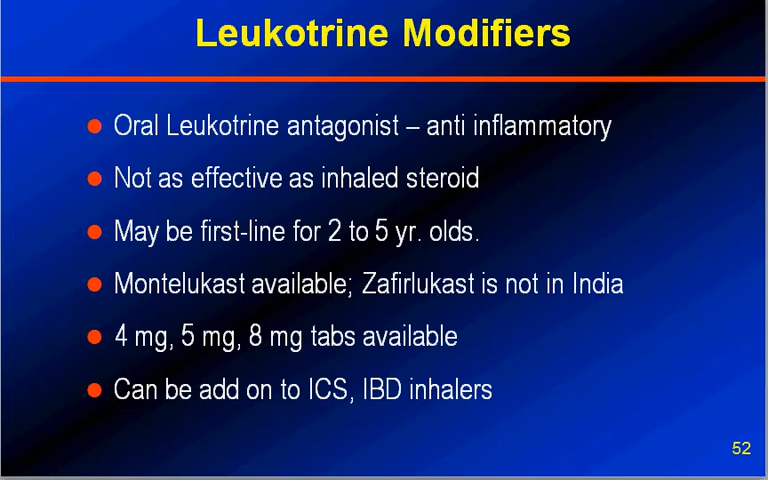 Leukotrine Modifiers
Oral Leukotrine antagonist – anti inflammatory
Not as effective as inhaled steroid
May be first-line for 2 to 5 yr. olds.
Montelukast available; Zafirlukast is not in India
4 mg, 5 mg, 8 mg tabs available
Can be add on to ICS, IBD inhalers
52